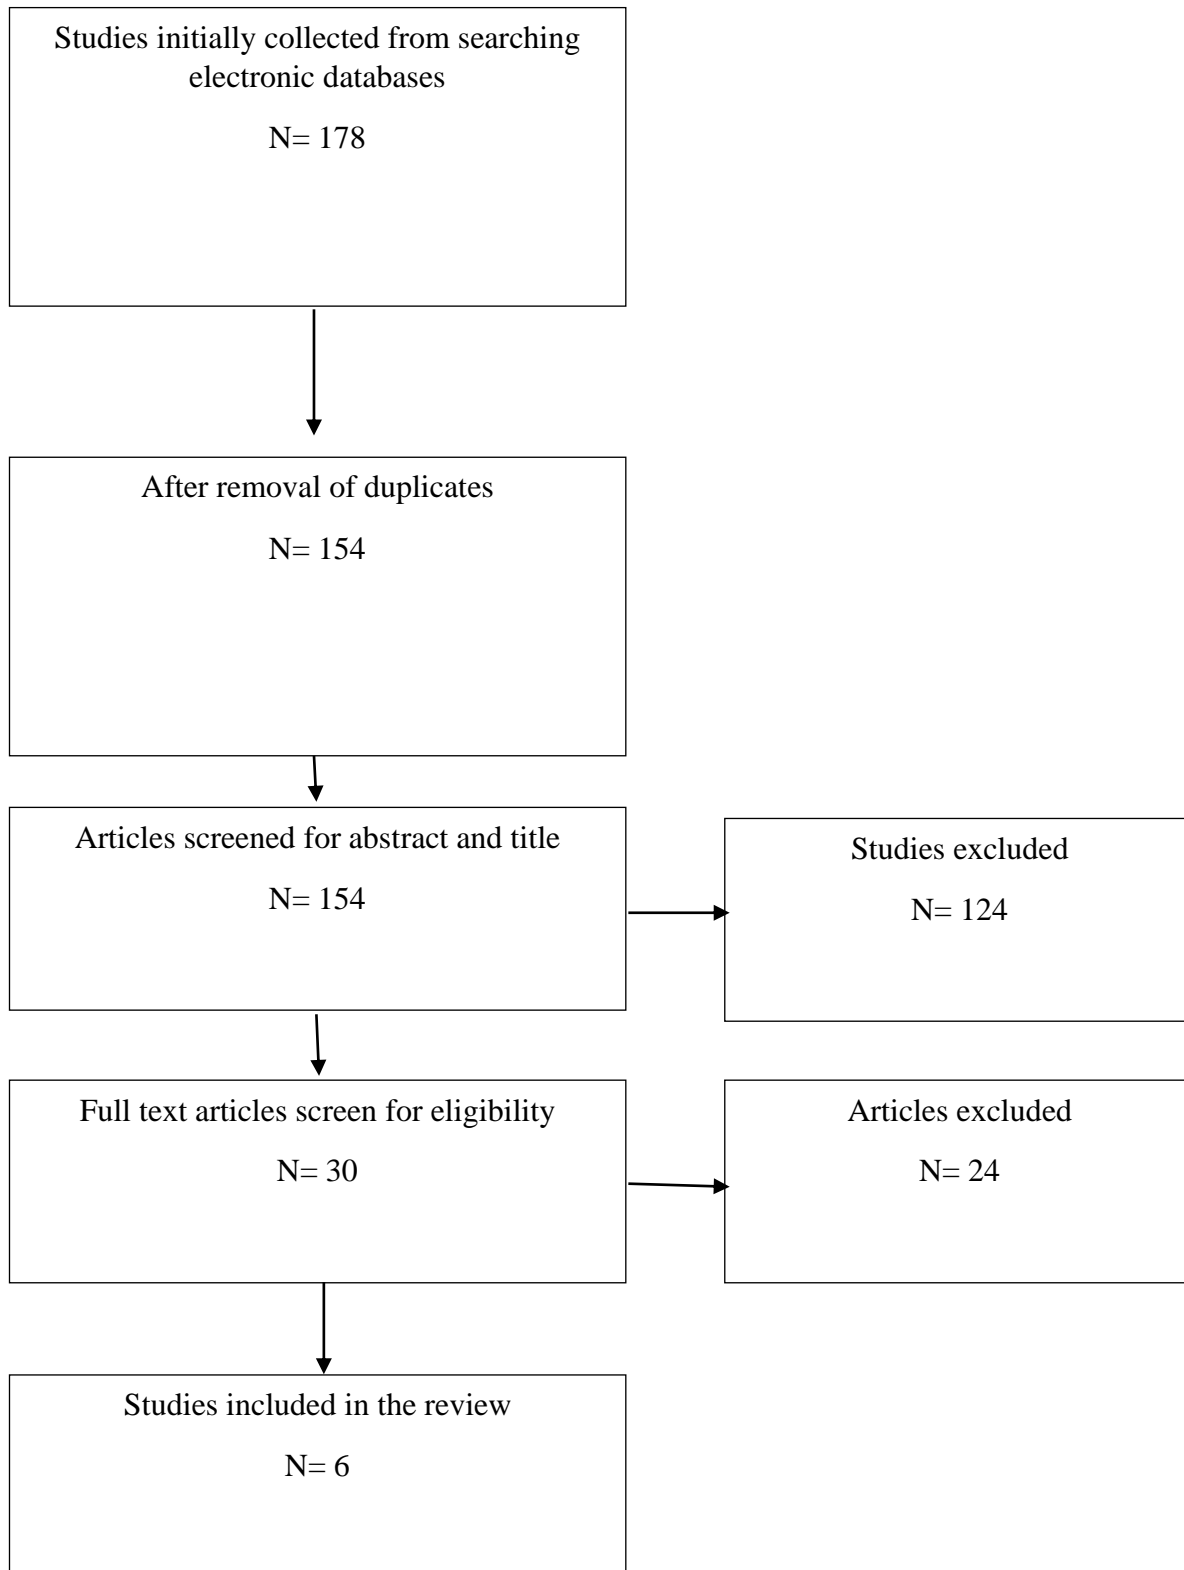 Studies initially collected from searching
electronic databases
N= 178
After removal of duplicates
N= 154
Articles screened for abstract and title
N= 154
Studies excluded
N= 124
Full text articles screen for eligibility
N= 30
Articles excluded
N= 24
Studies included in the review
N= 6